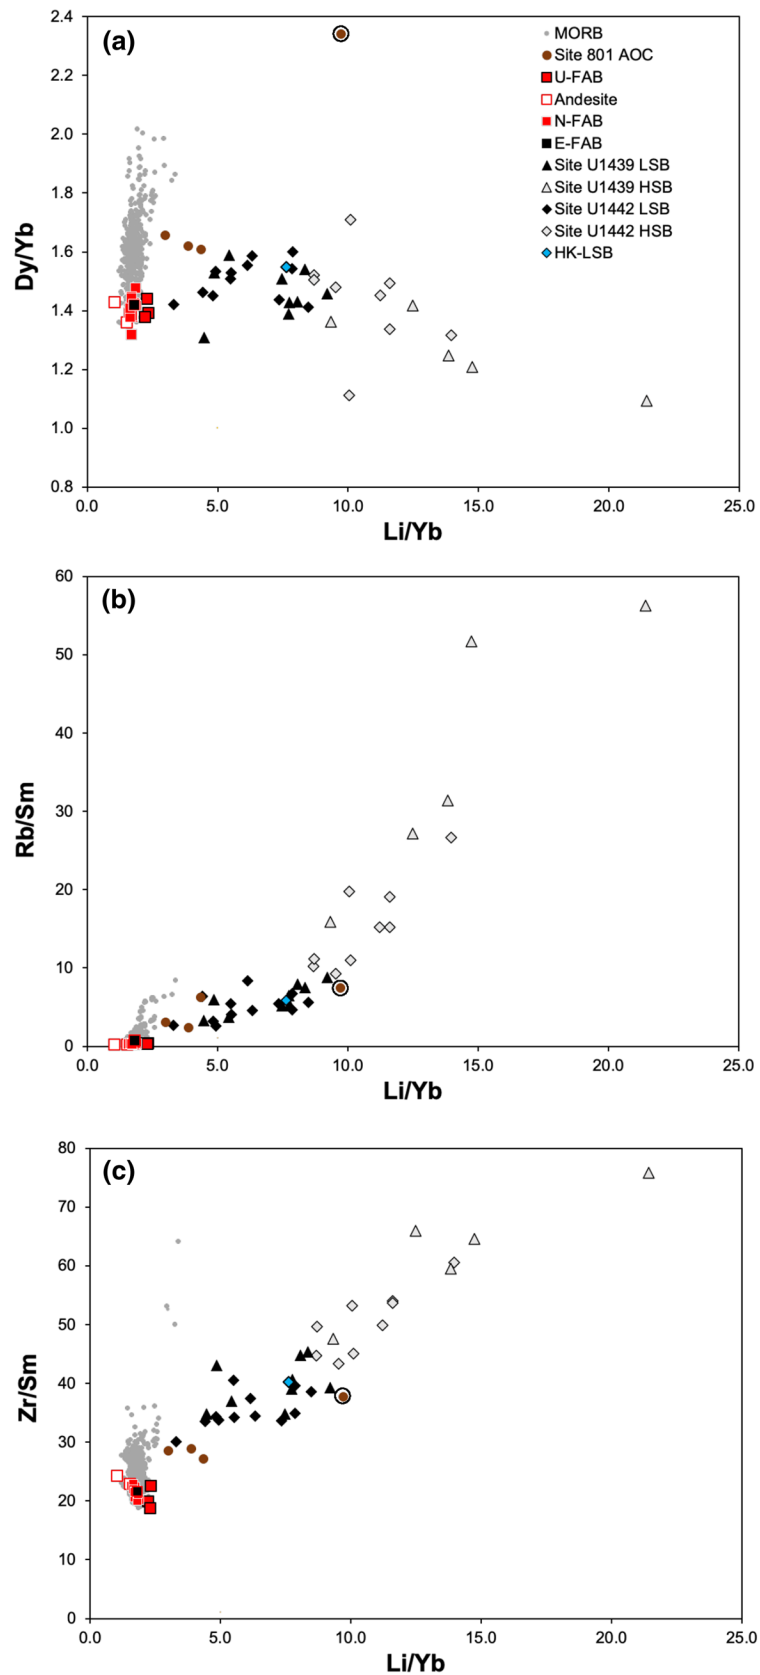 (a)
2.4
2.2
2.0
1.8
1.6
1.4
1.2
1.0
0.8
Dy/Yb
MORB
Site 801 AOC
U-FAB
Andesite
N-FAB
E-FAB
Site U1439 LSB
Site U1439 HSB
Site U1442 LSB
Site U1442 HSB
HK-LSB
0.0 5.0 10.0 15.0 20.0 25.0
Li/Yb
(b)
60
50
40
30
20
10
0
Rb/Sm
0.0 5.0 10.0 15.0 20.0 25.0
Li/Yb
(c)
80
70
60
50
40
30
20
10
0
Zr/Sm
0.0 5.0 10.0 15.0 20.0 25.0
Li/Yb